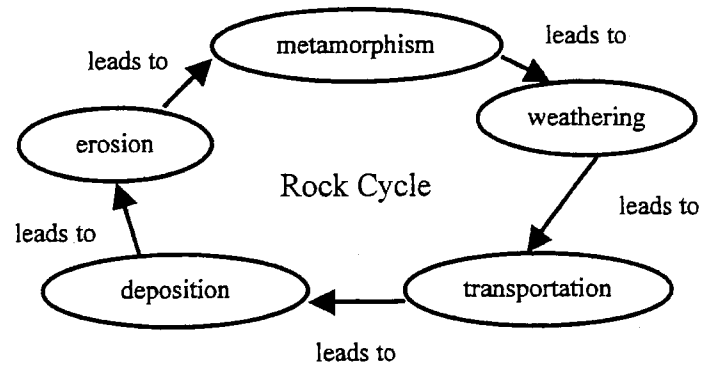 metamorphism
leads to
leads to
weathering
erosion
Rock Cycle
leads to
leads to
deposition
transportation
leads to